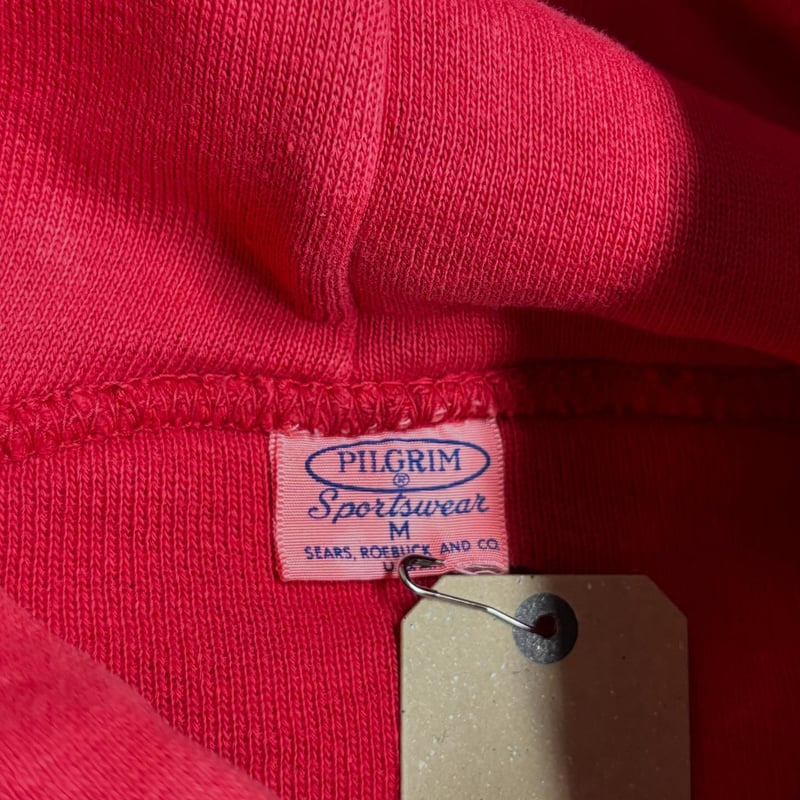 PILGRIM
®
Sportswear
M
SEARS, ROEBUCK AND CO.